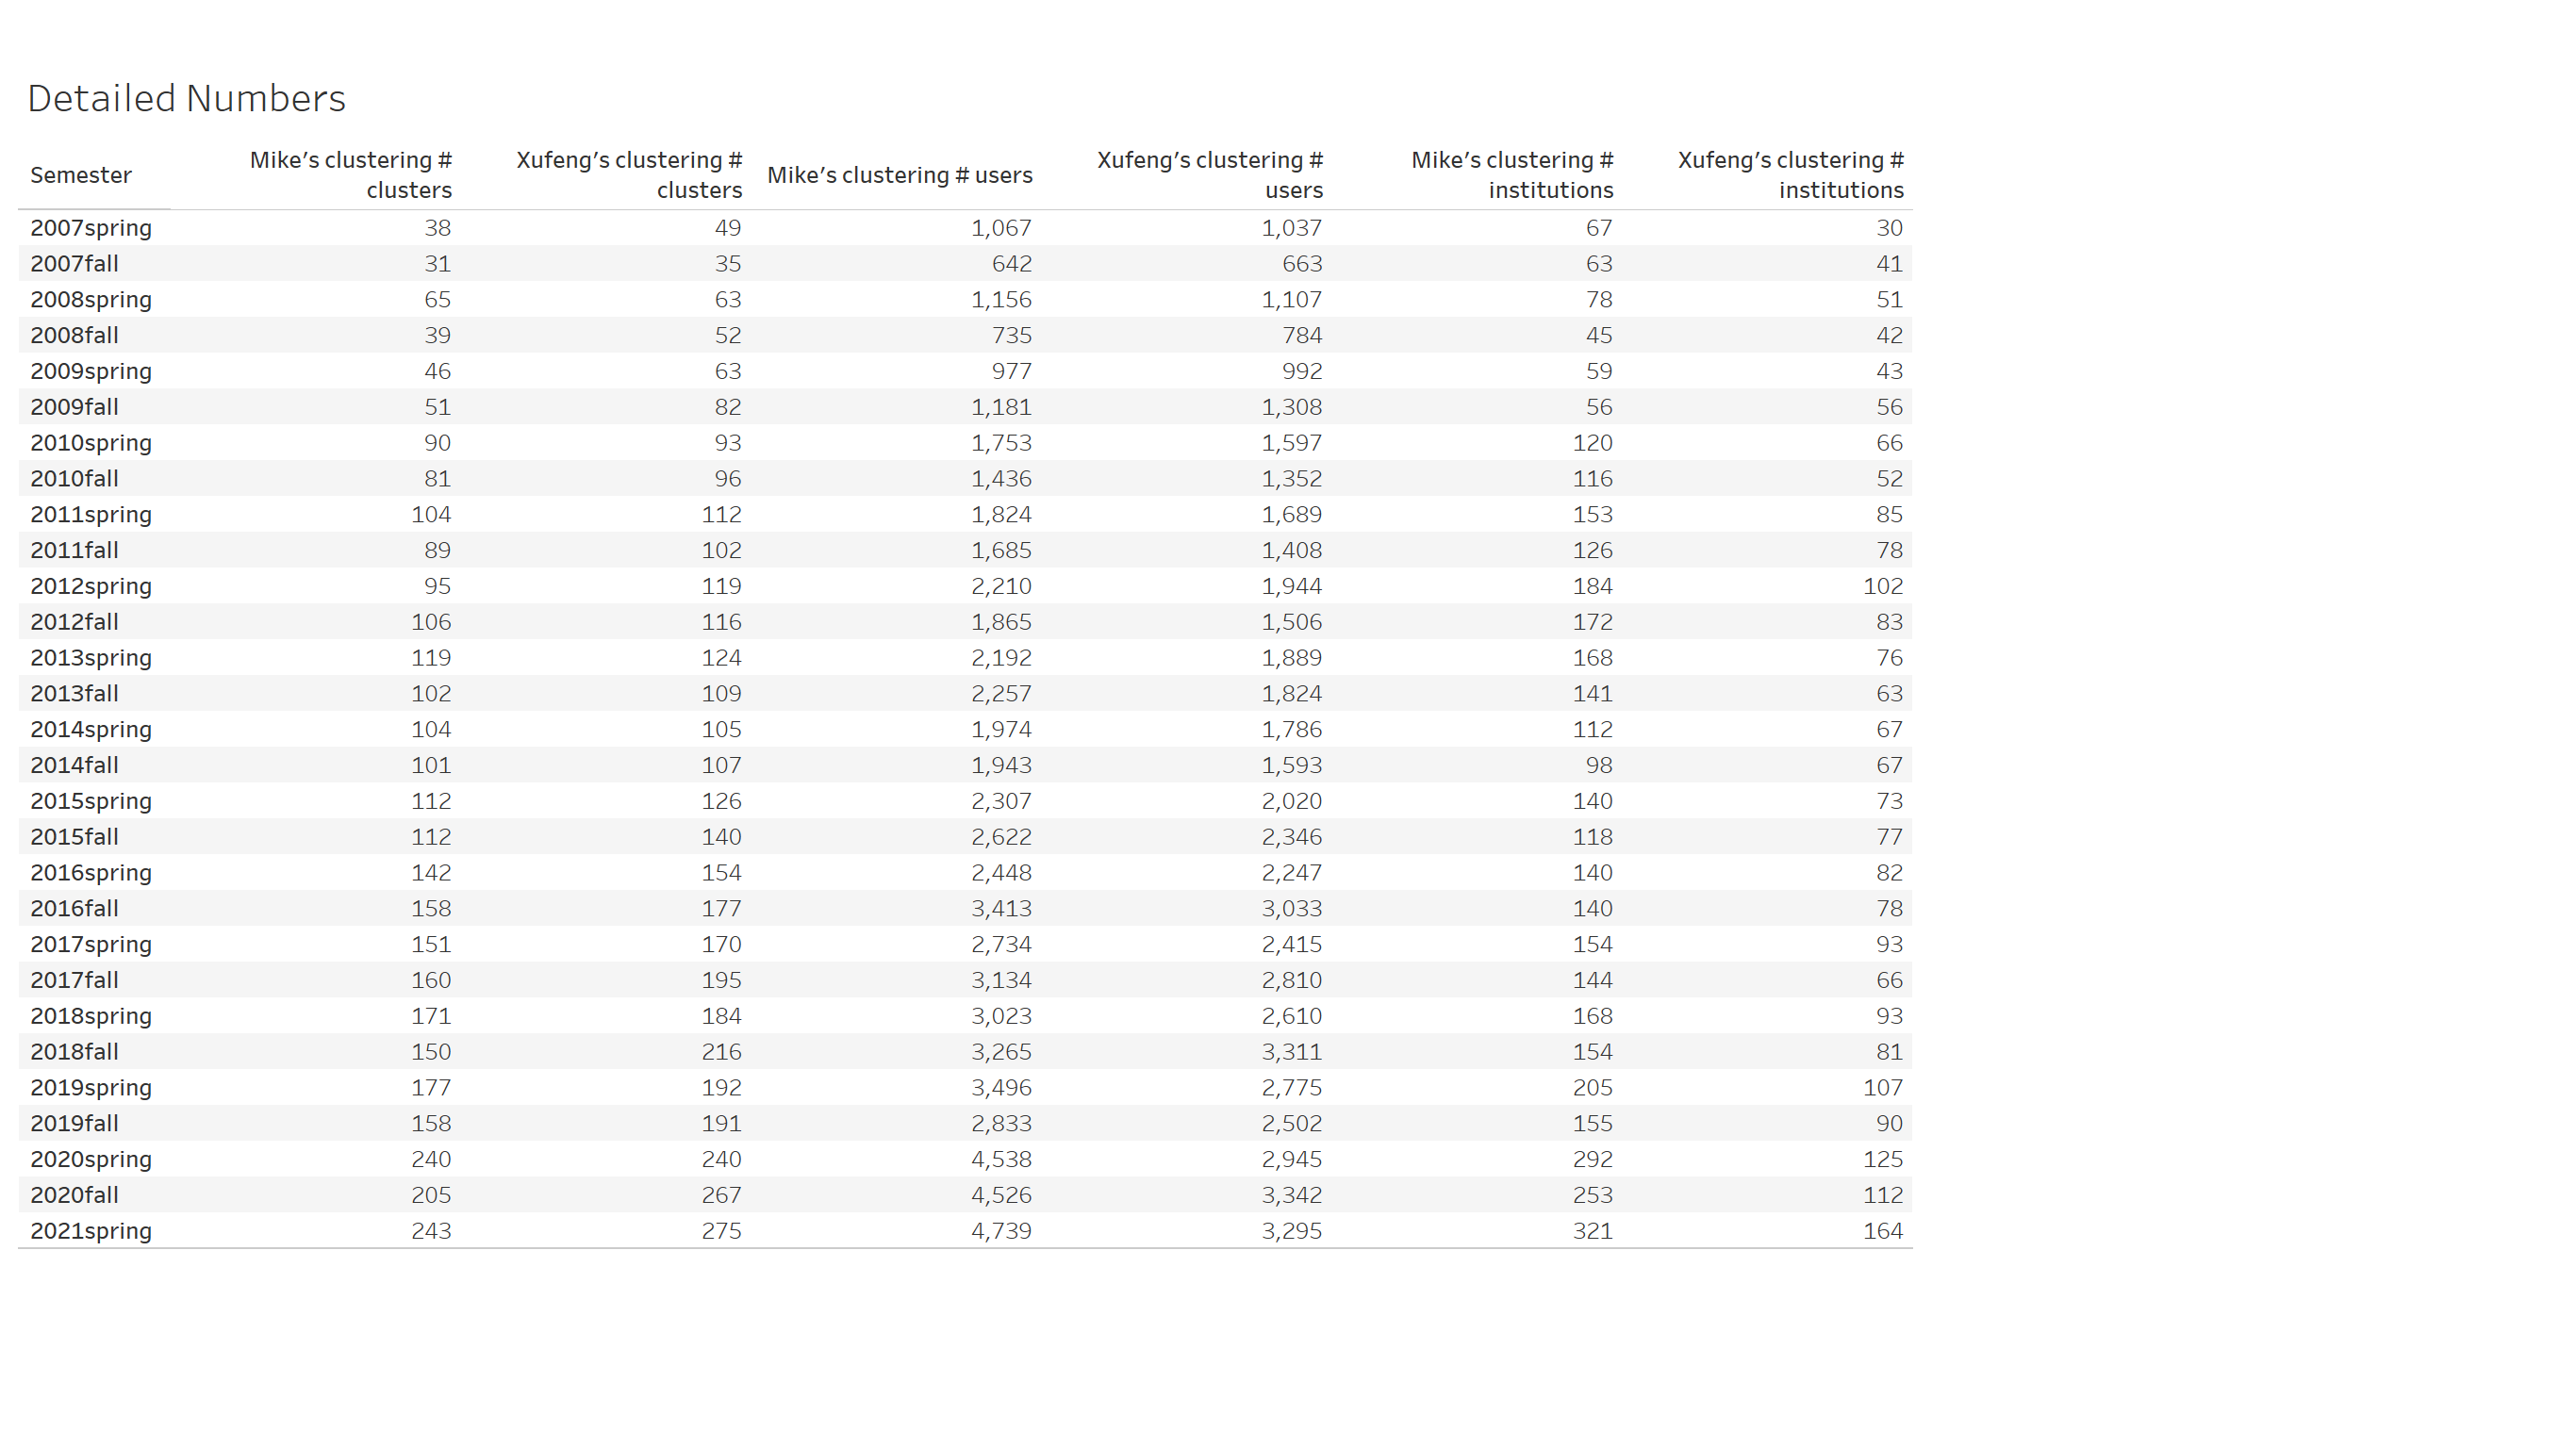 Detailed Numbers
Semester Mike’s clustering # clusters Xufeng’s clustering # clusters Mike’s clustering # users Xufeng’s clustering # users Mike’s clustering # institutions Xufeng’s clustering # institutions
2007spring 38 49 1,067 1,037 67 30
2007fall 31 35 642 663 63 41
2008spring 65 63 1,156 1,107 78 51
2008fall 39 52 735 784 45 42
2009spring 46 63 977 992 59 43
2009fall 51 82 1,181 1,308 56 56
2010spring 90 93 1,753 1,597 120 66
2010fall 81 96 1,436 1,352 116 52
2011spring 104 112 1,824 1,689 153 85
2011fall 89 102 1,685 1,408 126 78
2012spring 95 119 2,210 1,944 184 102
2012fall 106 116 1,865 1,506 172 83
2013spring 119 124 2,192 1,889 168 76
2013fall 102 109 2,257 1,824 141 63
2014spring 104 105 1,974 1,786 112 67
2014fall 101 107 1,943 1,593 98 67
2015spring 112 126 2,307 2,020 140 73
2015fall 112 140 2,622 2,346 118 77
2016spring 142 154 2,448 2,247 140 82
2016fall 158 177 3,413 3,033 140 78
2017spring 151 170 2,734 2,415 154 93
2017fall 160 195 3,134 2,810 144 66
2018spring 171 184 3,023 2,610 168 93
2018fall 150 216 3,265 3,311 154 81
2019spring 177 192 3,496 2,775 205 107
2019fall 158 191 2,833 2,502 155 90
2020spring 240 240 4,538 2,945 292 125
2020fall 205 267 4,526 3,342 253 112
2021spring 243 275 4,739 3,295 321 164